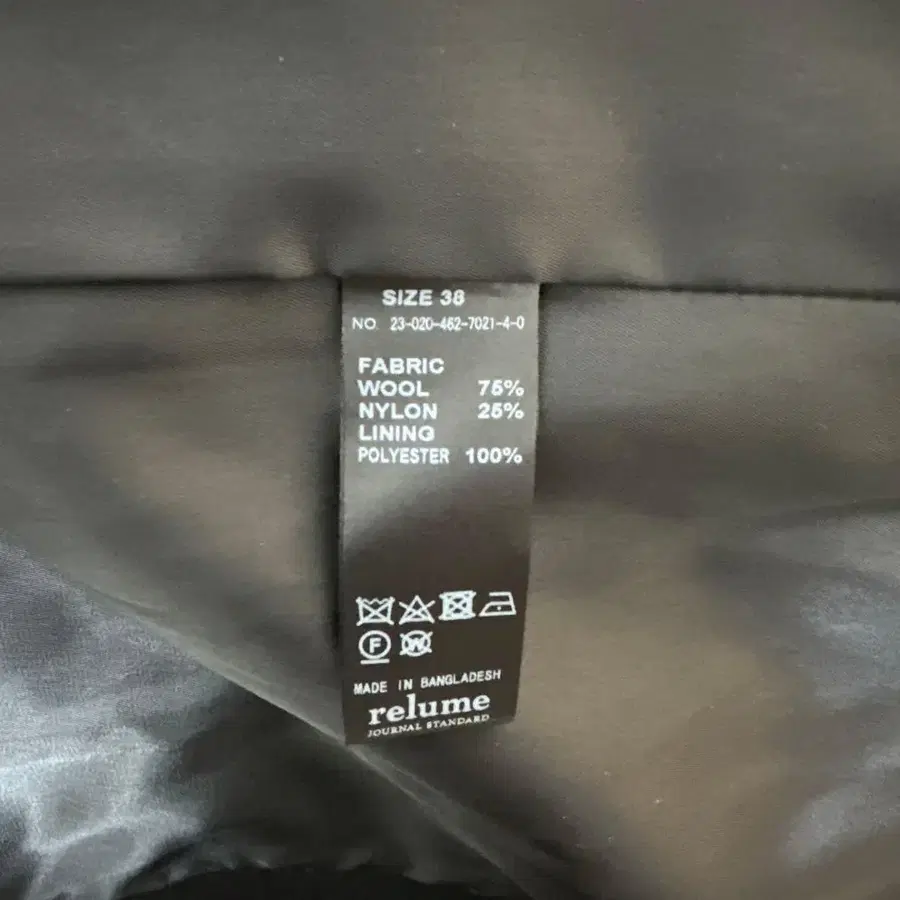 SIZE 38
NO. 23-020-462-7021-4-0
FABRIC
WOOL 75%
NYLON 25%
LINING
POLYESTER 100%
F W
MADE IN BANGLADESH
relume
JOURNAL STANDARD